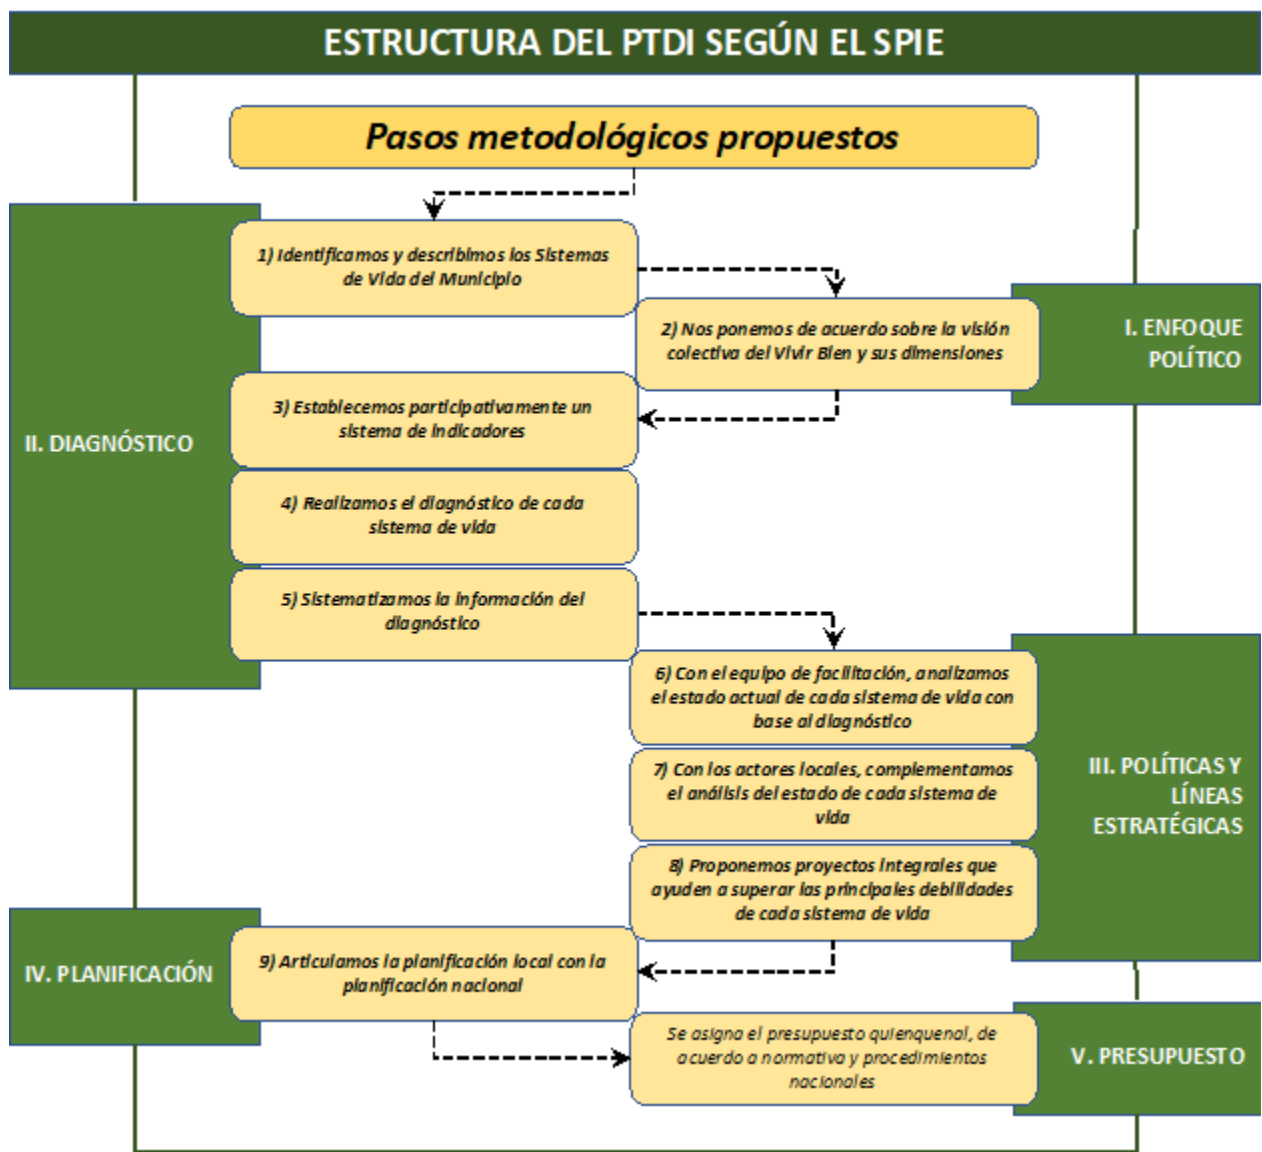 ESTRUCTURA DEL PTDI SEGÚN EL SPIE
Pasos metodológicos propuestos
1) Identificamos y describimos los Sistemas
de Vida del Municipio
2) Nos ponemos de acuerdo sobre la visión
colectiva del Vivir Bien y sus dimensiones
I. ENFOQUE
POLÍTICO
II. DIAGNÓSTICO
3) Establecemos participativamente un
sistema de indicadores
4) Realizamos el diagnóstico de cada
sistema de vida
5) Sistematizamos la información del
diagnóstico
6) Con el equipo de facilitación, analizamos
el estado actual de cada sistema de vida con
base al diagnóstico
7) Con los actores locales, complementamos
el análisis del estado de cada sistema de
vida
8) Proponemos proyectos integrales que
ayuden a superar las principales debilidades
de cada sistema de vida
III. POLÍTICAS Y
LÍNEAS
ESTRATÉGICAS
IV. PLANIFICACIÓN
9) Articulamos la planificación local con la
planificación nacional
Se asigna el presupuesto quienquenal, de
acuerdo a normativa y procedimientos
nacionales
V. PRESUPUESTO